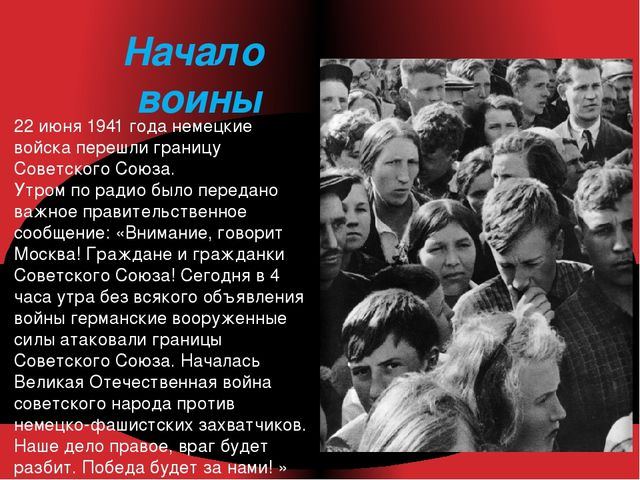 Начало
воины
22 июня 1941 года немецкие
войска перешли границу
Советского Союза.
Утром по радио было передано
важное правительственное
сообщение: «Внимание, говорит
Москва! Граждане и гражданки
Советского Союза! Сегодня в 4
часа утра без всякого объявления
войны германские вооруженные
силы атаковали границы
Советского Союза. Началась
Великая Отечественная война
советского народа против
немецко-фашистских захватчиков.
Наше дело правое, враг будет
разбит. Победа будет за нами! »